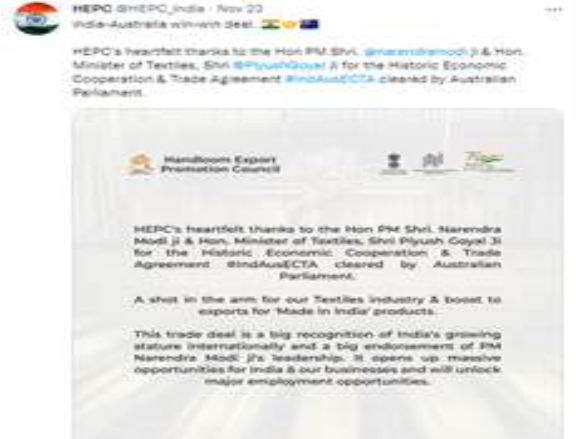 HEPC @HEPC_India · Nov 23
India-Australia win-win deal. 🇮🇳🤝🇦🇺
HEPC's heartfelt thanks to the Hon PM Shri. @narendramodi ji & Hon.
Minister of Textiles, Shri @PiyushGoyal Ji for the Historic Economic
Cooperation & Trade Agreement #IndAusECTA cleared by Australian
Parliament.
Handloom Export
Promotion Council
HEPC's heartfelt thanks to the Hon PM Shri. Narendra
Modi ji & Hon. Minister of Textiles, Shri Piyush Goyal Ji
for the Historic Economic Cooperation & Trade
Agreement #IndAusECTA cleared by Australian
Parliament.
A shot in the arm for our Textiles industry & boost to
exports for 'Made in India' products.
This trade deal is a big recognition of India's growing
stature internationally and a big endorsement of PM
Narendra Modi ji's leadership. It opens up massive
opportunities for India & our businesses and will unlock
major employment opportunities.